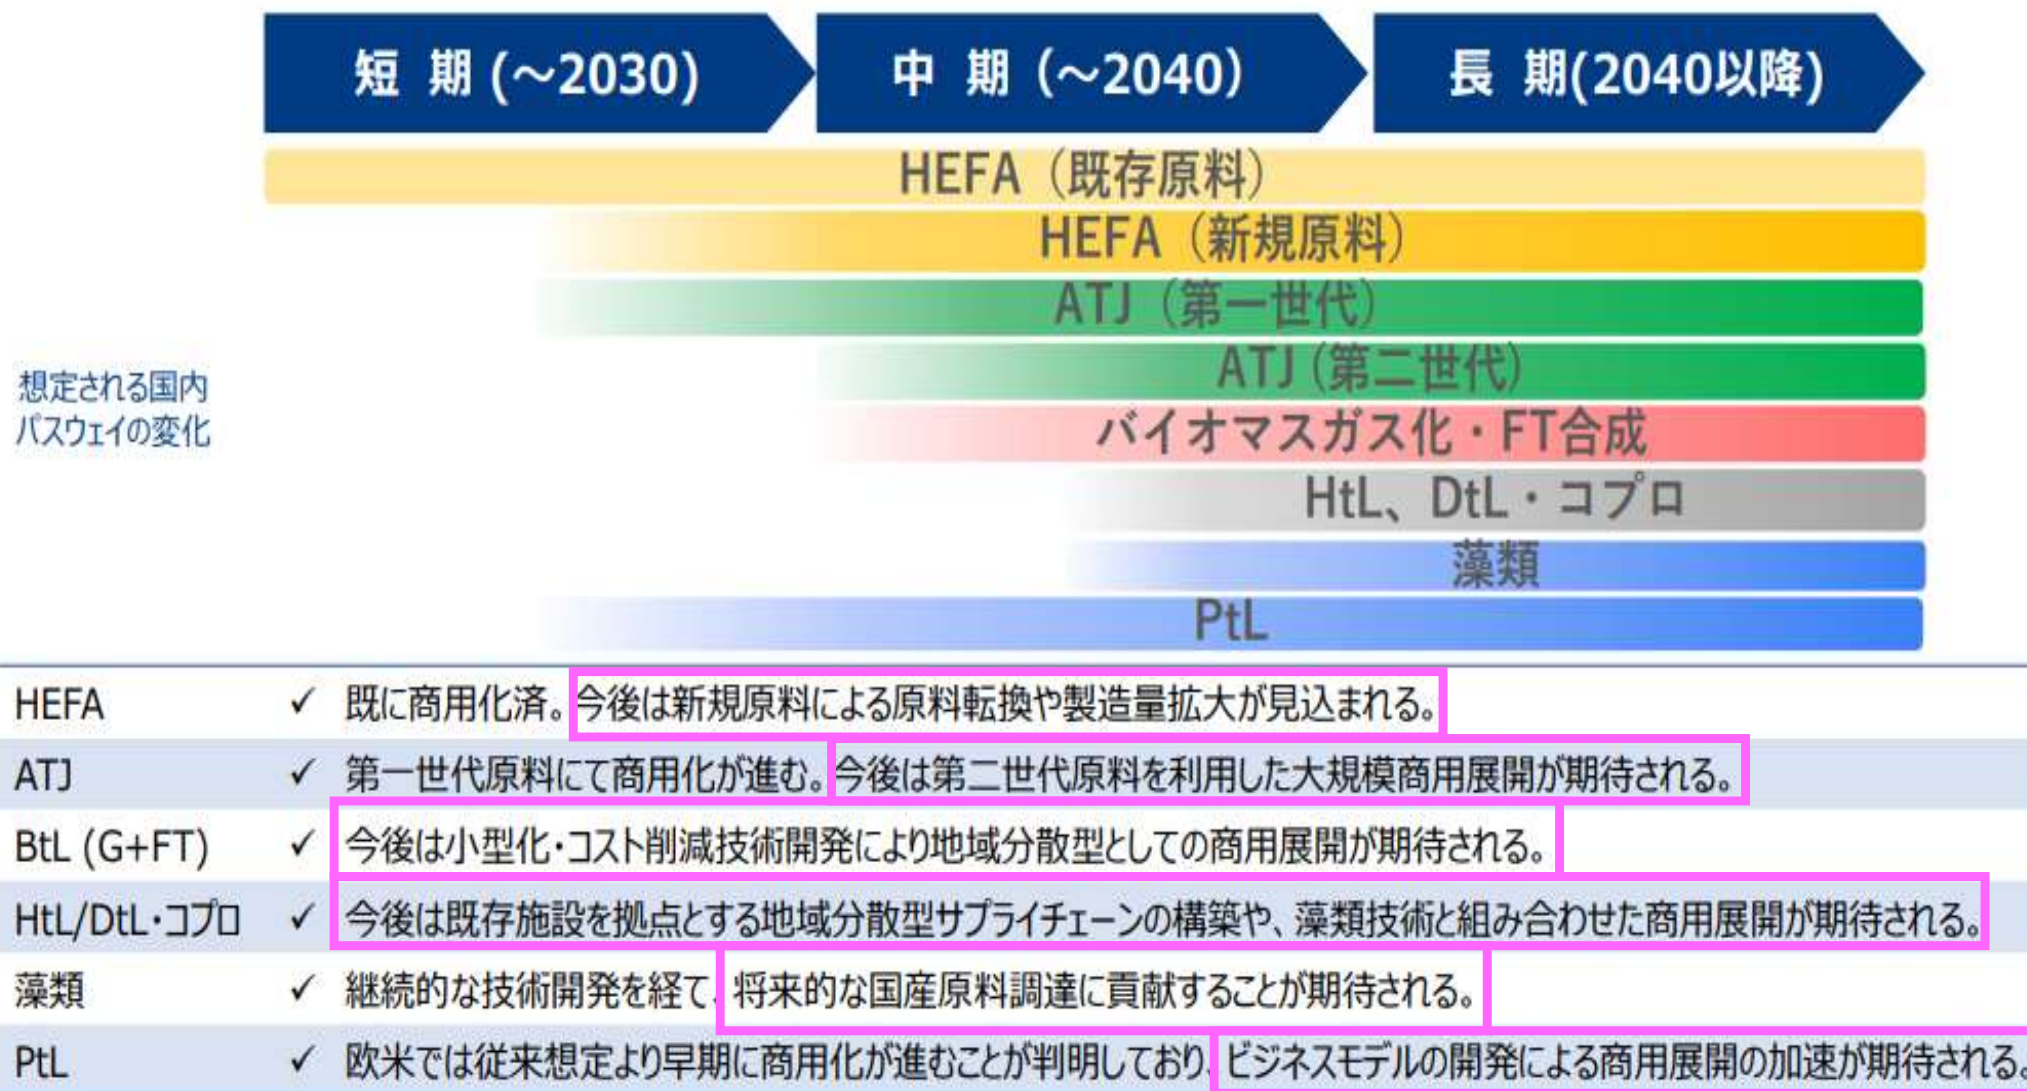 短 期 (～2030)
中 期 (～2040)
長 期(2040以降)
HEFA（既存原料）
HEFA（新規原料）
ATJ（第一世代）
ATJ (第二世代)
想定される国内
パスウェイの変化
バイオマスガス化・FT合成
HtL、DtL・コプロ
藻類
PtL
HEFA ✓ 既に商用化済。今後は新規原料による原料転換や製造量拡大が見込まれる。
ATJ ✓ 第一世代原料にて商用化が進む。今後は第二世代原料を利用した大規模商用展開が期待される。
BtL (G+FT) ✓ 今後は小型化・コスト削減技術開発により地域分散型としての商用展開が期待される。
HtL/DtL・コプロ ✓ 今後は既存施設を拠点とする地域分散型サプライチェーンの構築や、藻類技術と組み合わせた商用展開が期待される。
藻類 ✓ 継続的な技術開発を経て、将来的な国産原料調達に貢献することが期待される。
PtL ✓ 欧米では従来想定より早期に商用化が進むことが判明しており、ビジネスモデルの開発による商用展開の加速が期待される。